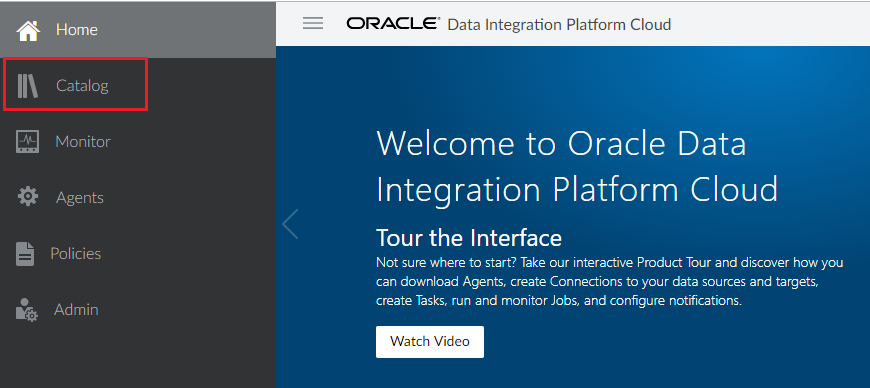 Home
Catalog
Monitor
Agents
Policies
Admin
ORACLE® Data Integration Platform Cloud
Welcome to Oracle Data
Integration Platform Cloud
Tour the Interface
Not sure where to start? Take our interactive Product Tour and discover how you
can download Agents, create Connections to your data sources and targets,
create Tasks, run and monitor Jobs, and configure notifications.
Watch Video